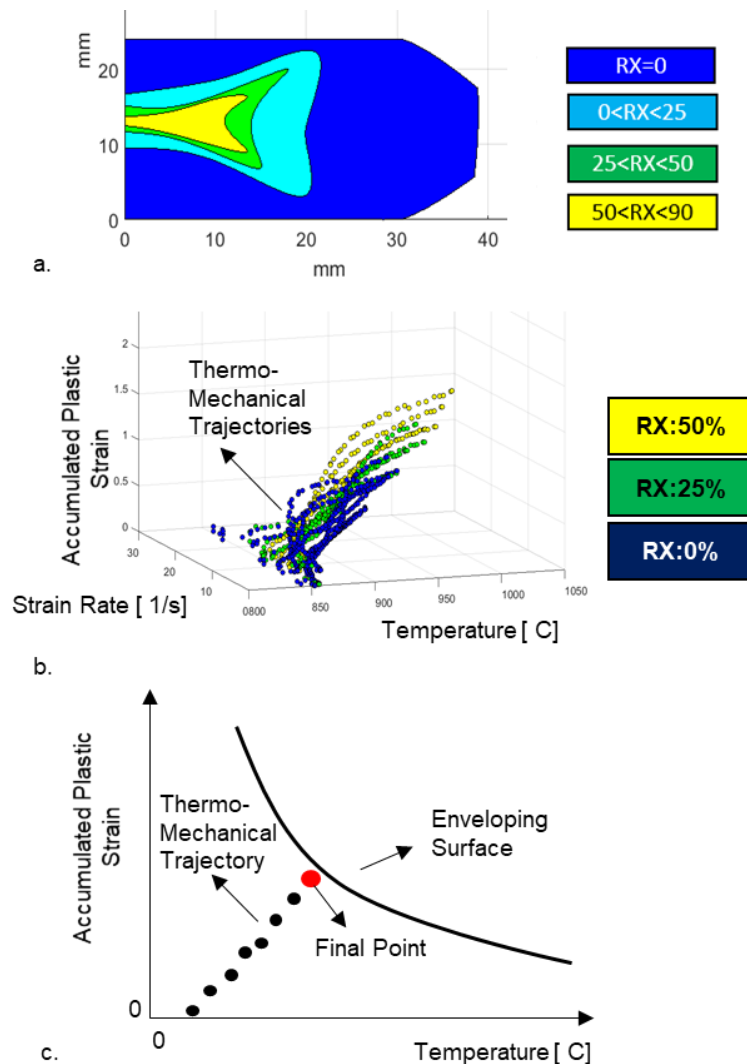 mm
20
10
0
0
10
20
30
40
mm
RX=0
0<RX<25
25<RX<50
50<RX<90
a.
Accumulated Plastic
Strain
2
1.5
1
0.5
0
Thermo-
Mechanical
Trajectories
30
20
10
Strain Rate [ 1/s]
0800
850
900
950
1000
1050
Temperature [ C]
RX:50%
RX:25%
RX:0%
b.
Accumulated Plastic
Strain
Thermo-
Mechanical
Trajectory
Enveloping
Surface
Final Point
0
0
Temperature [ C]
c.